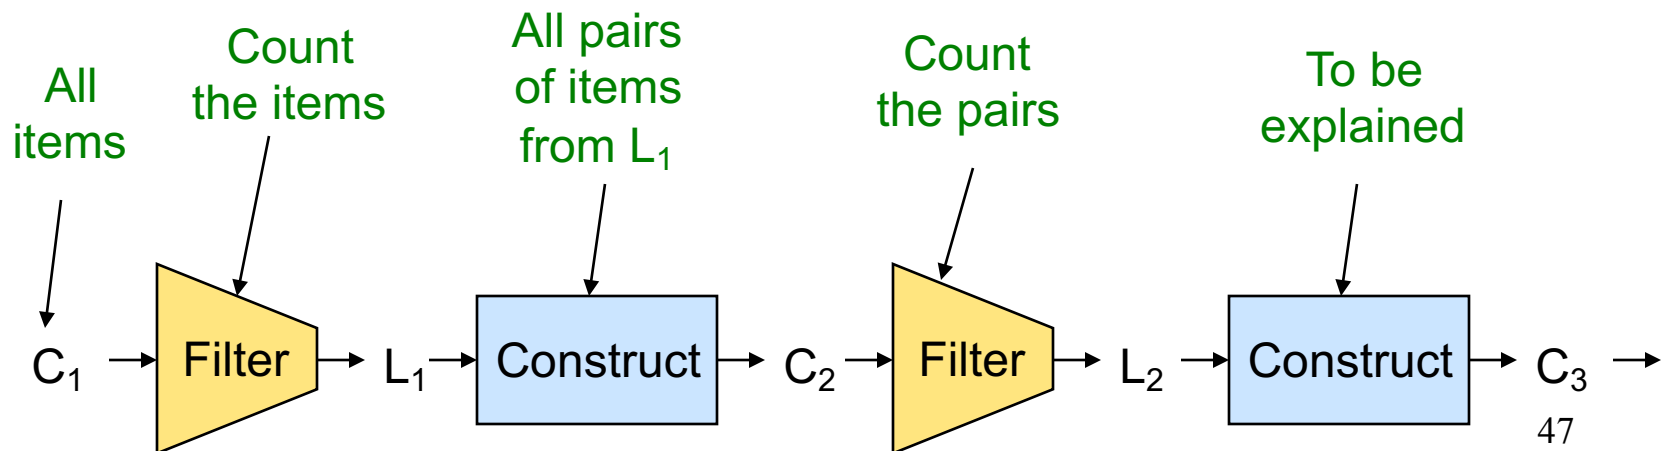 All
items
Count
the items
All pairs
of items
from L₁
Count
the pairs
To be
explained
C₁
Filter
L₁
Construct
C₂
Filter
L₂
Construct
C₃
47